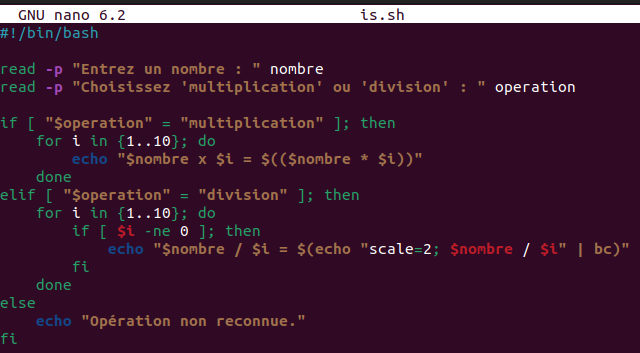 GNU nano 6.2 is.sh
#!/bin/bash
read -p "Entrez un nombre : " nombre
read -p "Choisissez 'multiplication' ou 'division' : " operation
if [ "$operation" = "multiplication" ]; then
    for i in {1..10}; do
        echo "$nombre x $i = $(($nombre * $i))"
    done
elif [ "$operation" = "division" ]; then
    for i in {1..10}; do
        if [ $i -ne 0 ]; then
            echo "$nombre / $i = $(echo "scale=2; $nombre / $i" | bc)"
        fi
    done
else
    echo "Opération non reconnue."
fi